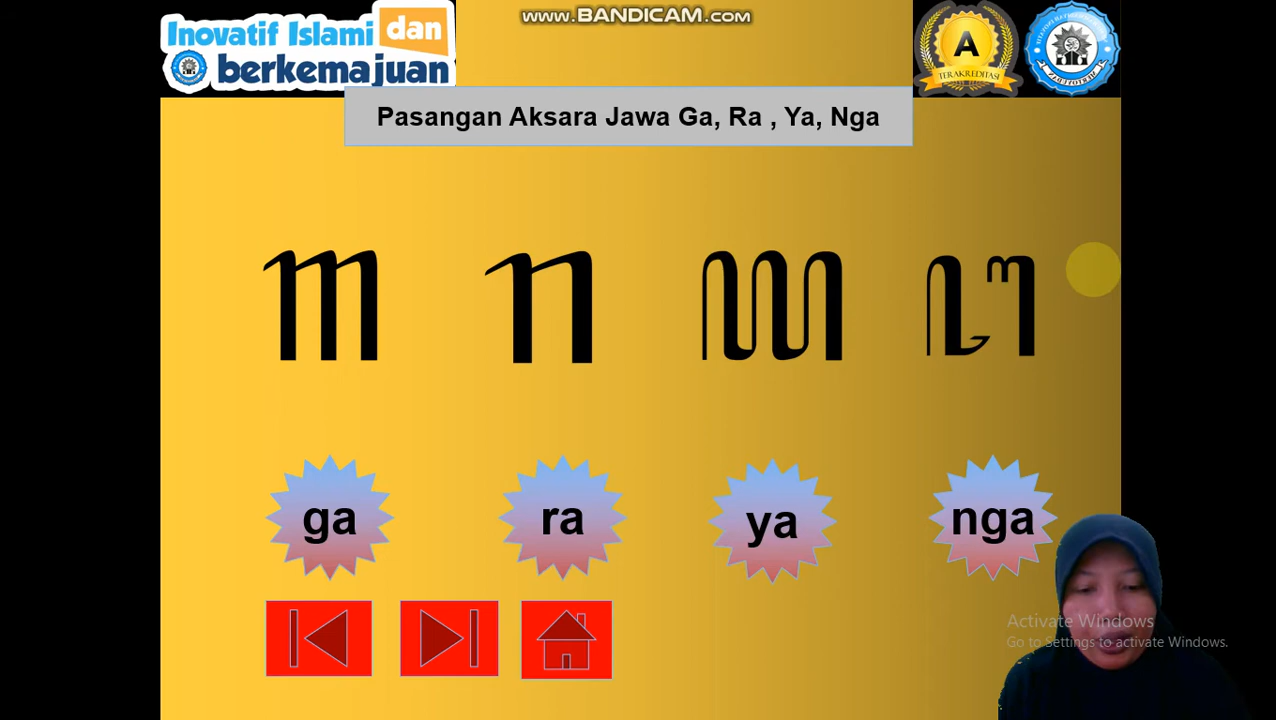 www.BANDICAM.com
Inovatif Islami dan
berkemajuan
A
TERAKREDITASI
Pasangan Aksara Jawa Ga, Ra , Ya, Nga
ꦒ ꦫ ꦪ ꦔ
ga ra ya nga
Activate Windows
Go to Settings to activate Windows.